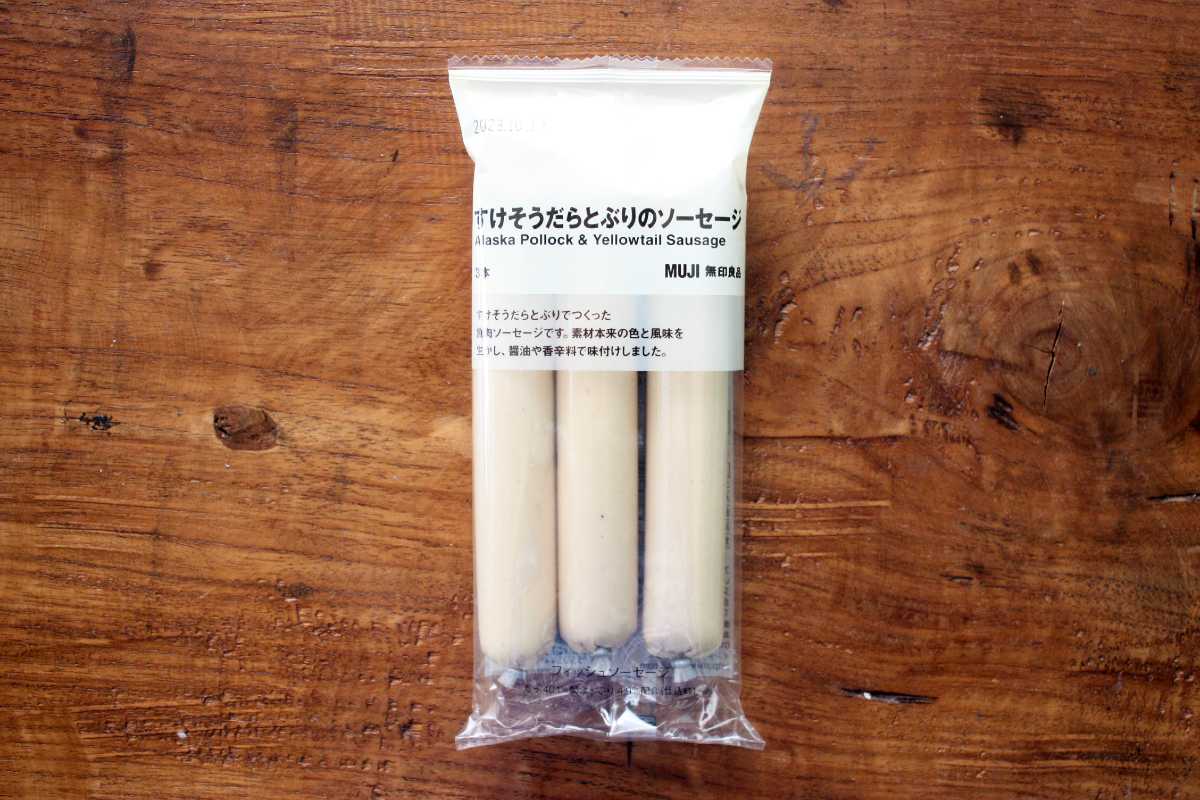 2023.10.
すけそうだらとぶりのソーセージ
Alaska Pollock & Yellowtail Sausage
3本
MUJI 無印良品
すけそうだらとぶりでつくった
魚肉ソーセージです。素材本来の色と風味を
生かし、醤油や香辛料で味付けしました。
フィッシュソーセージ